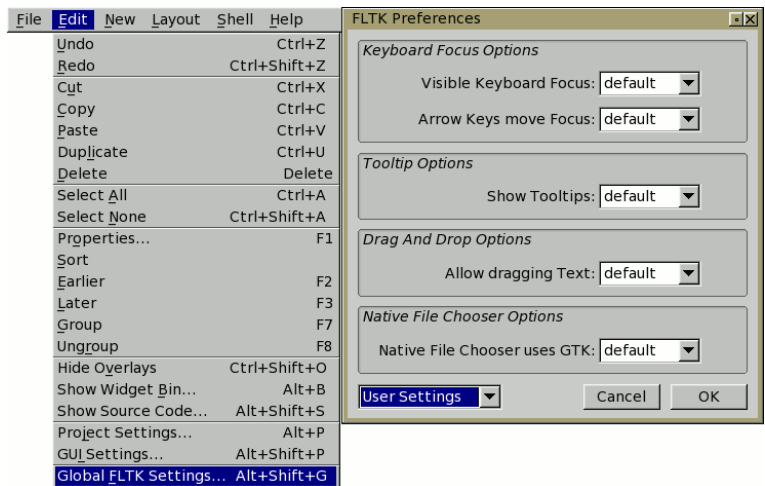 File Edit New Layout Shell Help
Undo Ctrl+Z
Redo Ctrl+Shift+Z
Cut Ctrl+X
Copy Ctrl+C
Paste Ctrl+V
Duplicate Ctrl+U
Delete Delete
Select All Ctrl+A
Select None Ctrl+Shift+A
Properties... F1
Sort
Earlier F2
Later F3
Group F7
Ungroup F8
Hide Overlays Ctrl+Shift+O
Show Widget Bin... Alt+B
Show Source Code... Alt+Shift+S
Project Settings... Alt+P
GUI Settings... Alt+Shift+P
Global FLTK Settings... Alt+Shift+G
FLTK Preferences
Keyboard Focus Options
Visible Keyboard Focus: default
Arrow Keys move Focus: default
Tooltip Options
Show Tooltips: default
Drag And Drop Options
Allow dragging Text: default
Native File Chooser Options
Native File Chooser uses GTK: default
User Settings Cancel OK